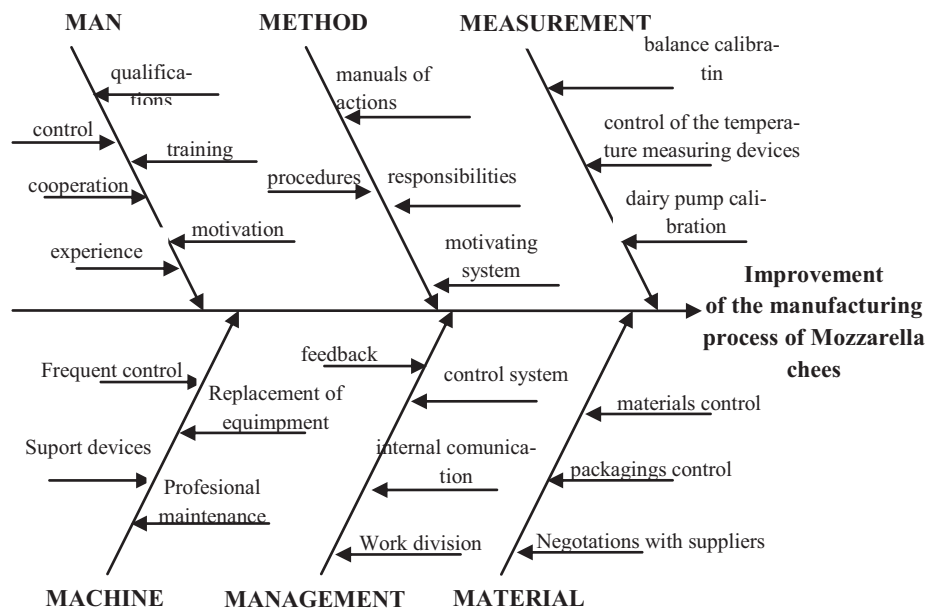 MAN
METHOD
MEASUREMENT
qualifica-
tions
control
training
cooperation
motivation
experience
manuals of
actions
procedures
responsibilities
motivating
system
balance calibra-
tin
control of the tempera-
ture measuring devices
dairy pump cali-
bration
Improvement
of the manufacturing
process of Mozzarella
chees
Frequent control
Replacement of
equimpment
Suport devices
Profesional
maintenance
feedback
control system
internal comunica-
tion
Work division
materials control
packagings control
Negotations with suppliers
MACHINE
MANAGEMENT
MATERIAL